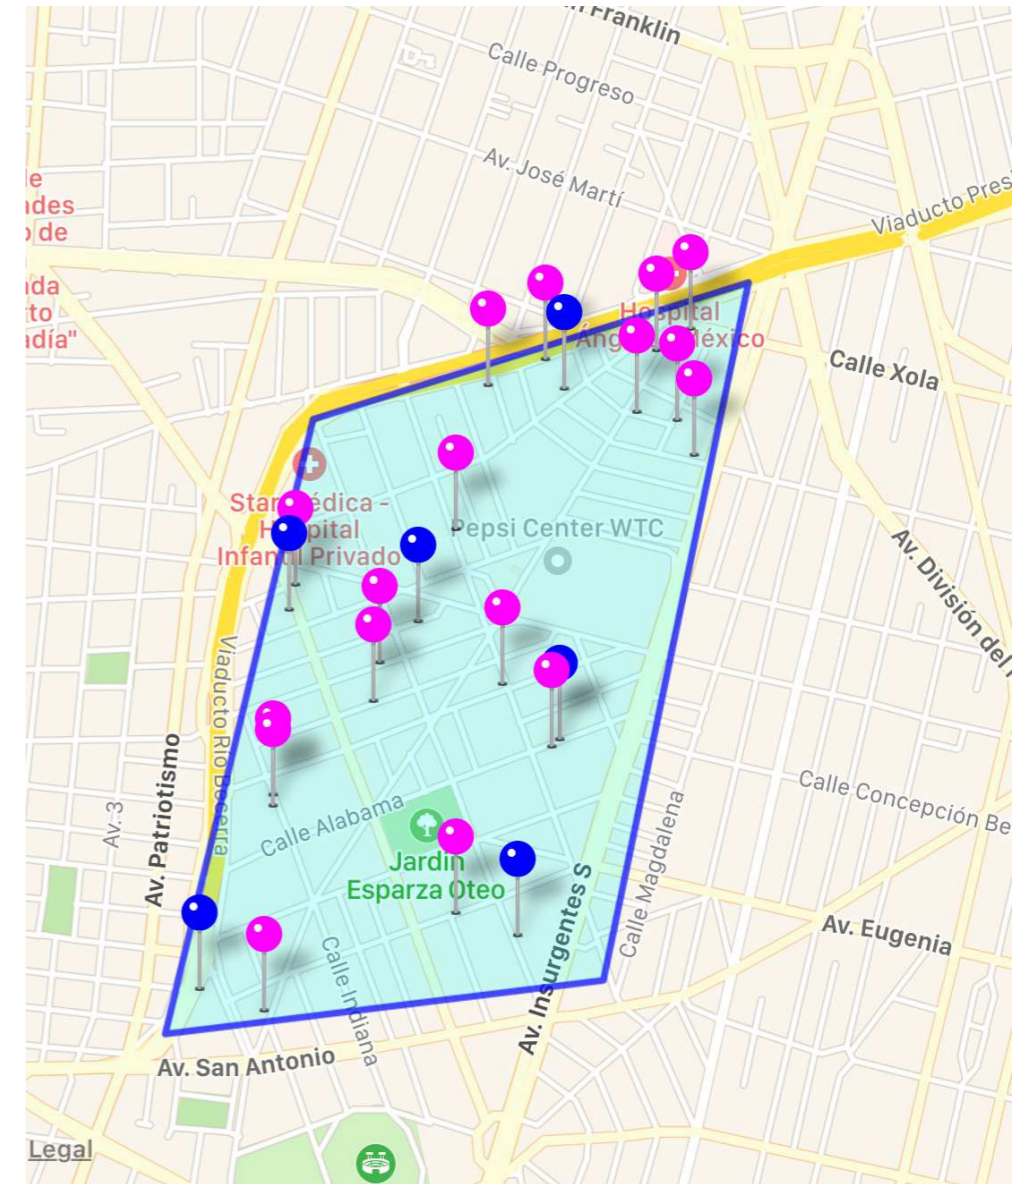 Franklin
Calle Progreso
Av. José Martí
Viaducto
Hospital
Calle Xola
Pepsi Center WTC
Infantil Privado
Av. División del
Viaducto Río Becerra
Av. Patriotismo
Av. 3
Calle Alabama
Calle Concepción
Jardín
Esparza Oteo
Calle Magdalena
Av. Insurgentes S
Av. Eugenia
Calle Indiana
Av. San Antonio
Legal